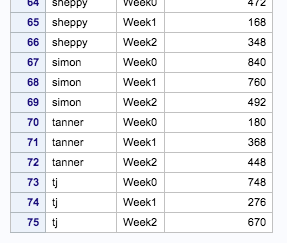 64 sheppy Week0 472
65 sheppy Week1 168
66 sheppy Week2 348
67 simon Week0 840
68 simon Week1 760
69 simon Week2 492
70 tanner Week0 180
71 tanner Week1 368
72 tanner Week2 448
73 tj Week0 748
74 tj Week1 276
75 tj Week2 670